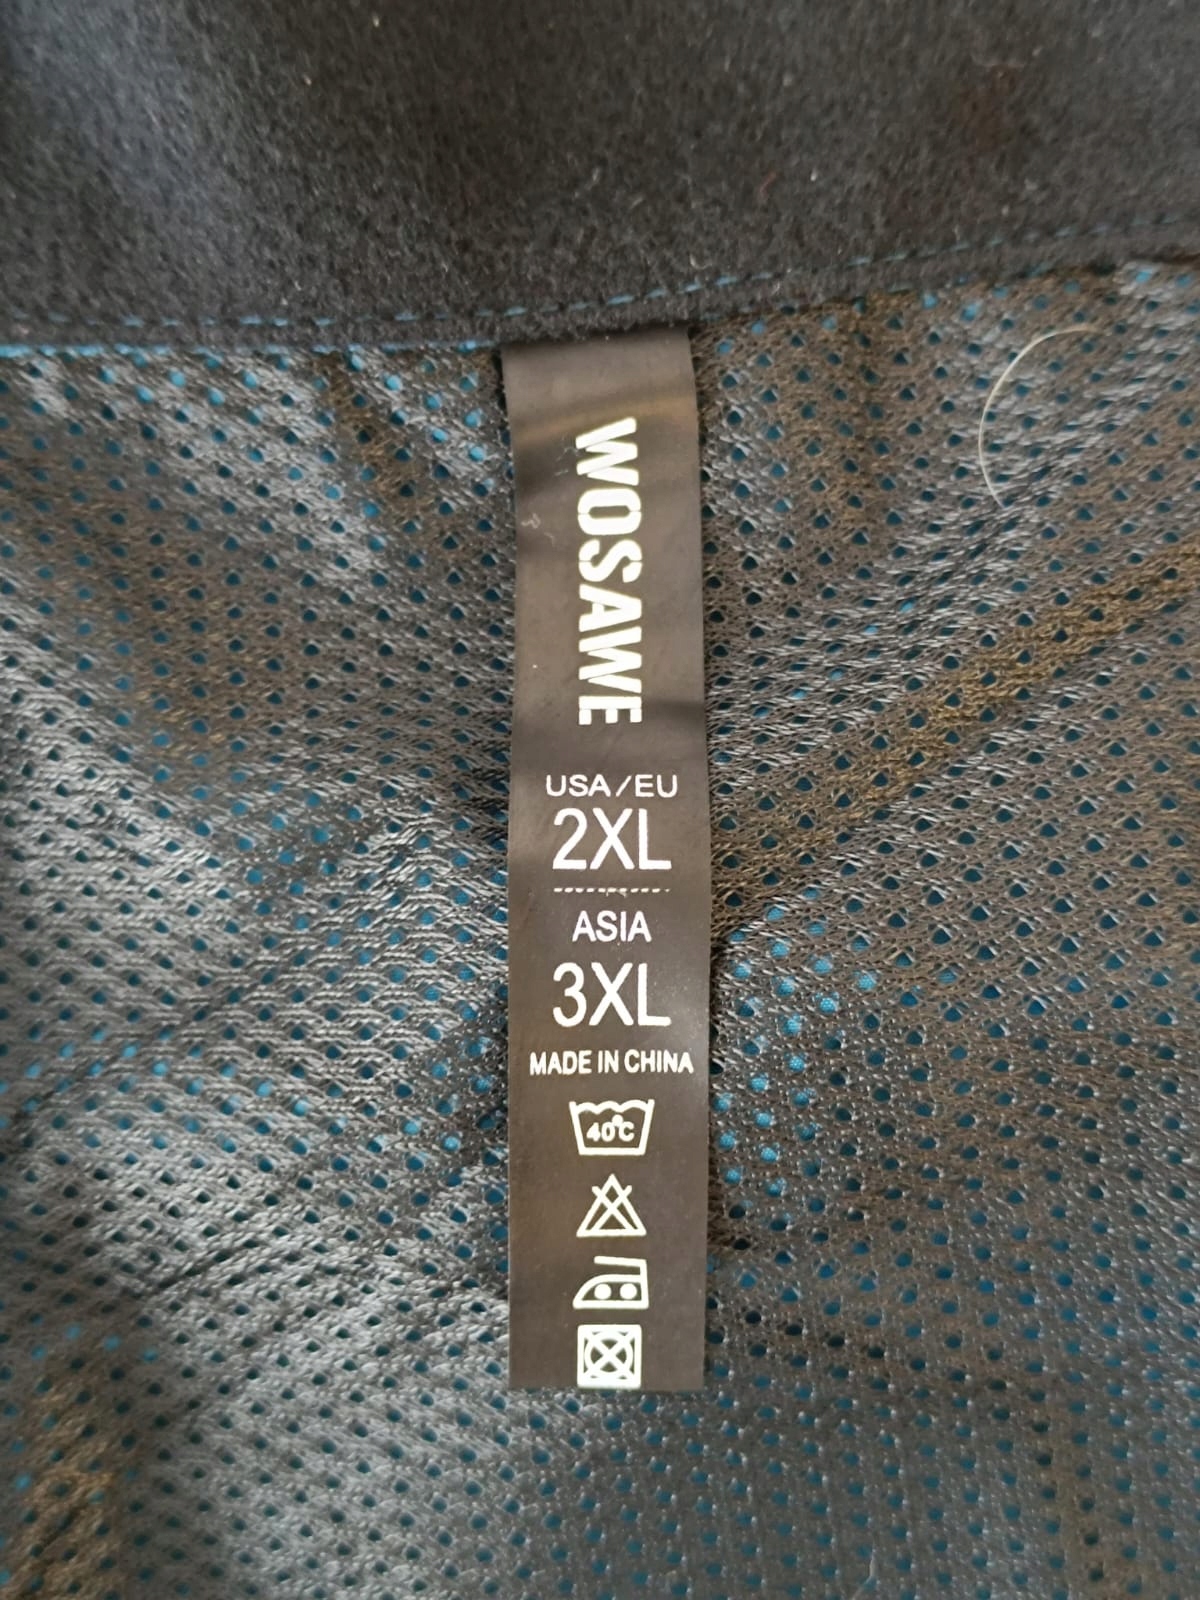 WOSAWE
USA/EU
2XL
ASIA
3XL
MADE IN CHINA
40°C